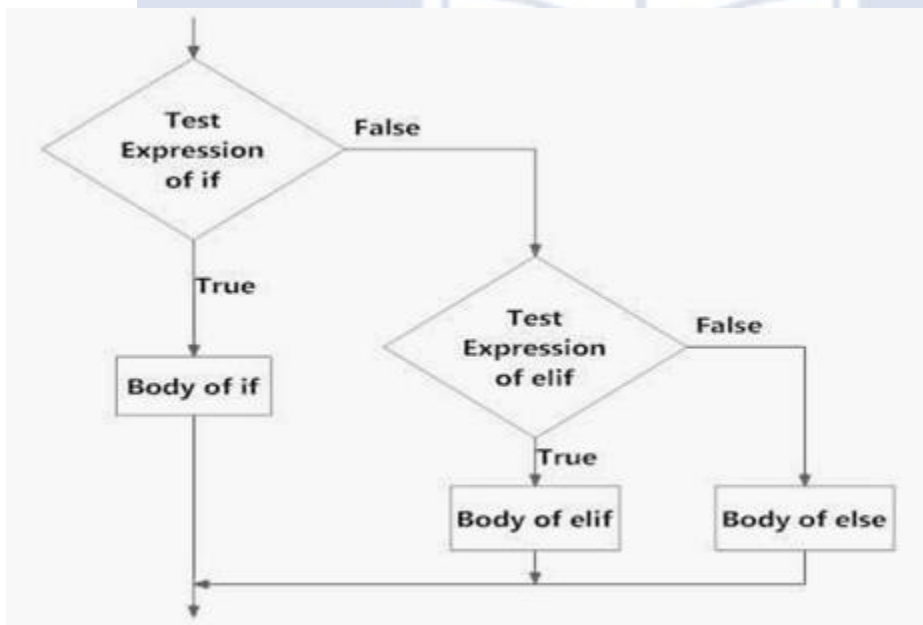 Test
Expression
of if
False
True
Body of if
Test
Expression
of elif
False
True
Body of elif
Body of else